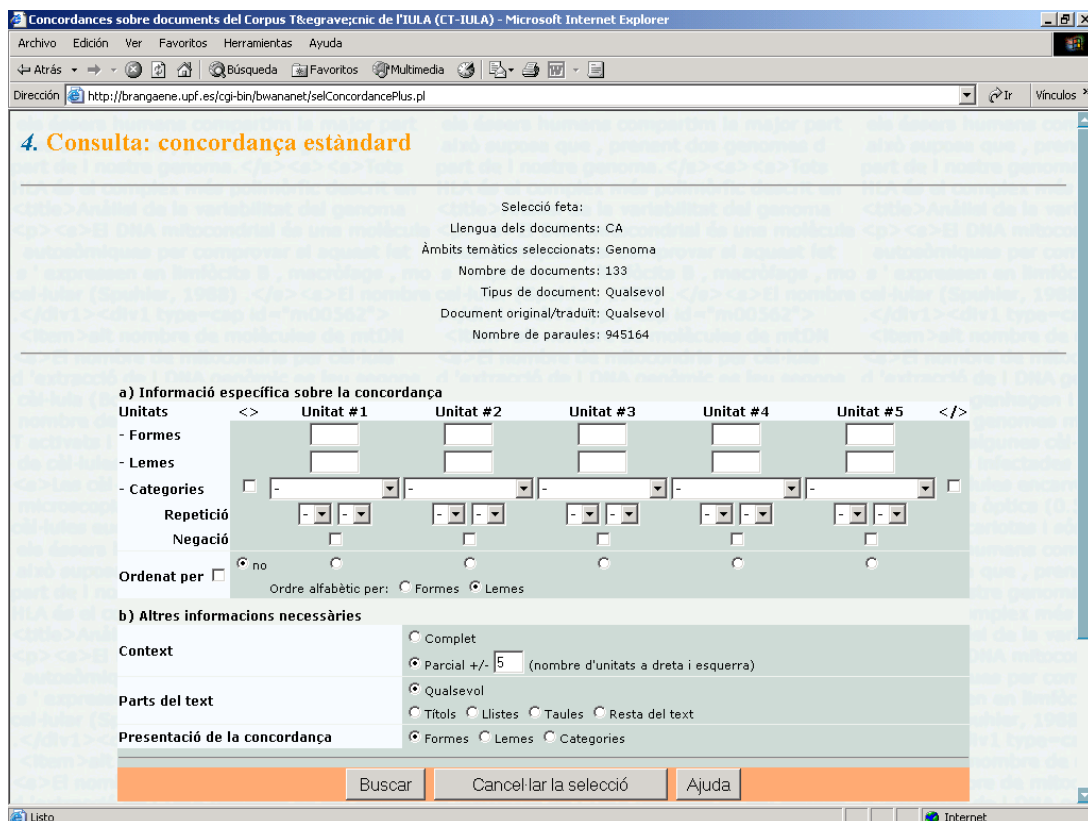 Concordances sobre documents del Corpus T&egrave;cnic de l'IULA (CT-IULA) - Microsoft Internet Explorer
Archivo Edición Ver Favoritos Herramientas Ayuda
Atrás Búsqueda Favoritos Multimedia
Dirección http://brangaene.upf.es/cgi-bin/bwananet/selConcordancePlus.pl Ir Vínculos »
4. Consulta: concordança estàndard
Selecció feta:
Llengua dels documents: CA
Àmbits temàtics seleccionats: Genoma
Nombre de documents: 133
Tipus de document: Qualsevol
Document original/traduït: Qualsevol
Nombre de paraules: 945164
a) Informació específica sobre la concordança
Unitats <> Unitat #1 Unitat #2 Unitat #3 Unitat #4 Unitat #5 </>
- Formes
- Lemes
- Categories - - - - -
Repetició - - - - - - - - - -
Negació
Ordenat per no
Ordre alfabètic per: Formes Lemes
b) Altres informacions necessàries
Context Complet
Parcial +/- 5 (nombre d'unitats a dreta i esquerra)
Parts del text Qualsevol
Títols Llistes Taules Resta del text
Presentació de la concordança Formes Lemes Categories
Buscar Cancel·lar la selecció Ajuda
Listo Internet